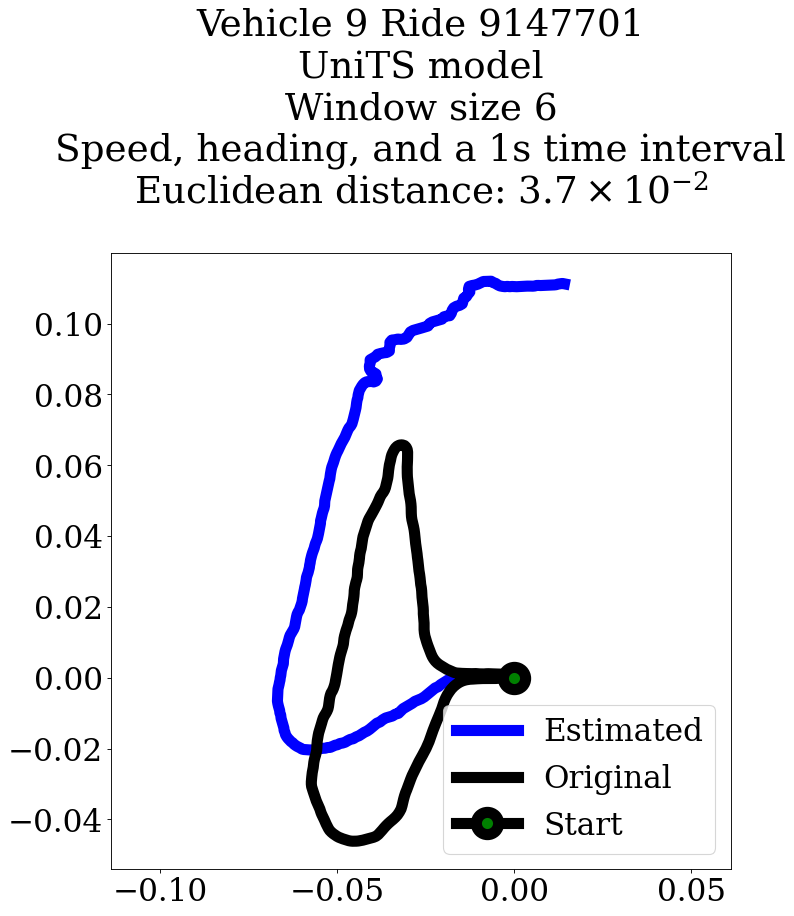 Vehicle 9 Ride 9147701
UniTS model
Window size 6
Speed, heading, and a 1s time interval
Euclidean distance: 3.7 × 10⁻²
0.10
0.08
0.06
0.04
0.02
0.00
−0.02
−0.04
Estimated
Original
Start
−0.10 −0.05 0.00 0.05